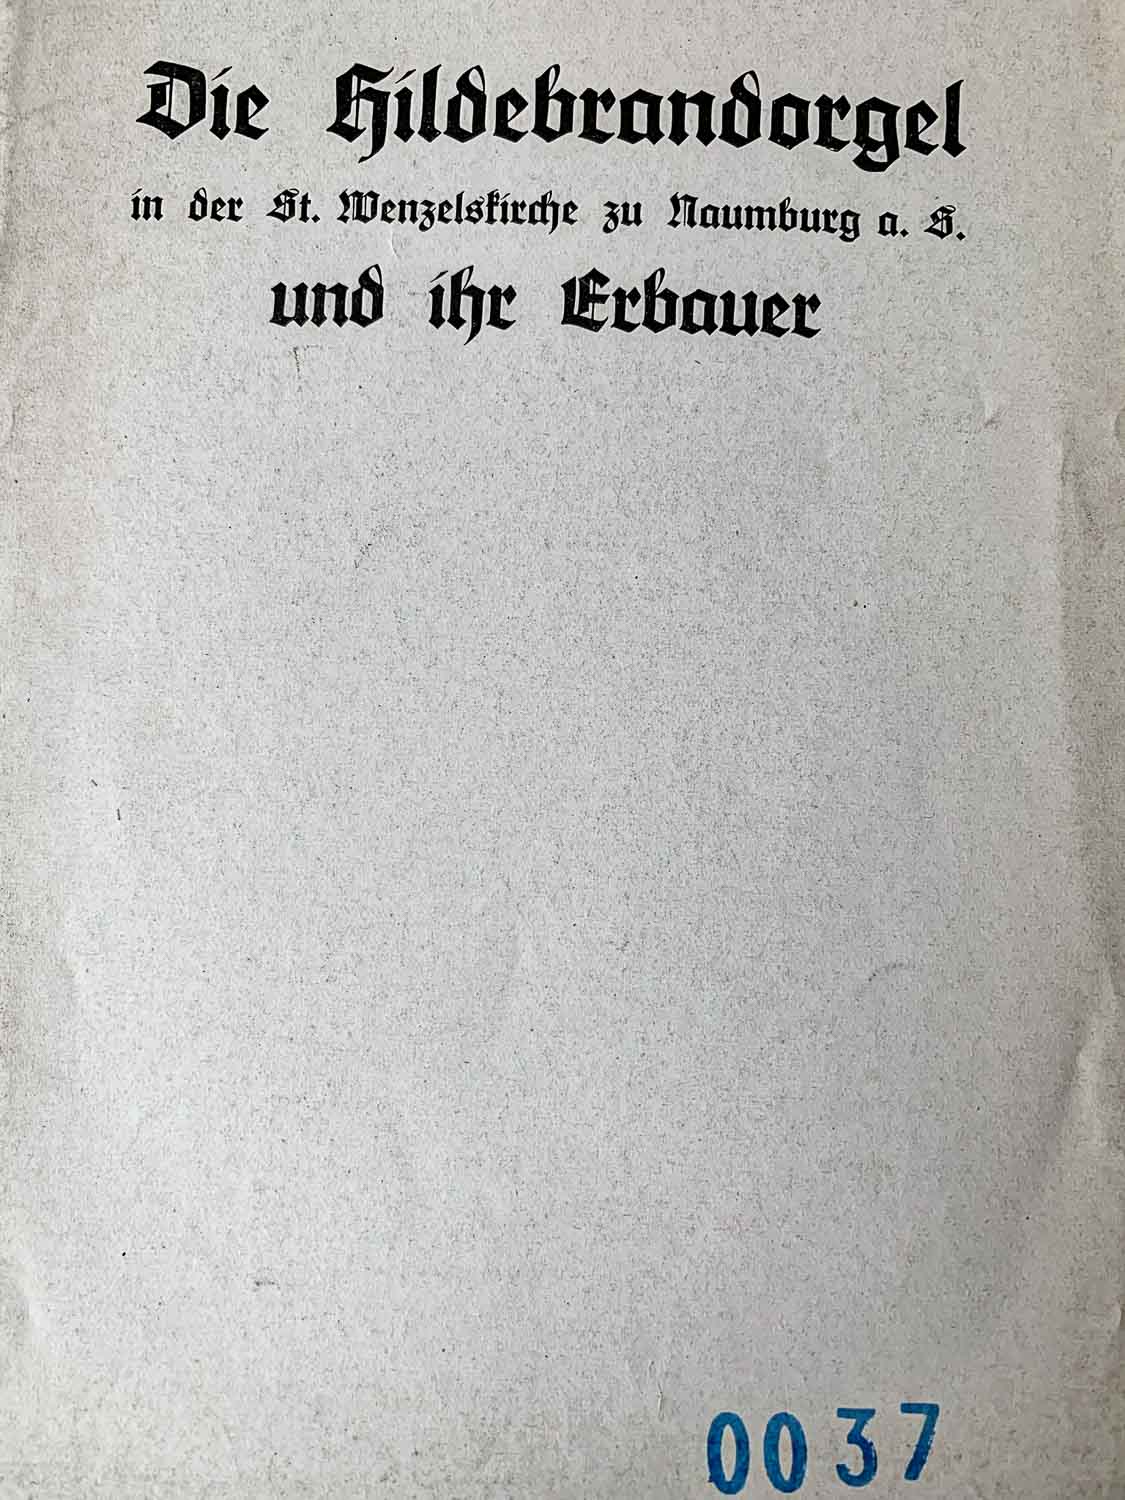 Die Hildebrandorgel
in der St. Wenzelskirche zu Naumburg a. S.
und ihr Erbauer
0037